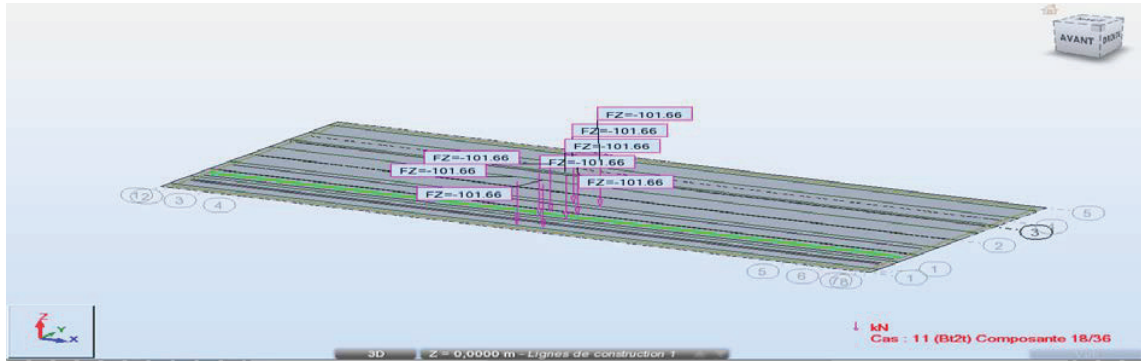 AVANT
FZ=-101.66
FZ=-101.66
FZ=-101.66
FZ=-101.66
FZ=-101.66
FZ=-101.66
FZ=-101.66
FZ=-101.66
3
4
5
3
2
1
1
5
6
Z
Y
X
kN
Cas : 11 (Bt2t) Composante 18/36
3D
Z = 0,0000 m - Lignes de construction 1